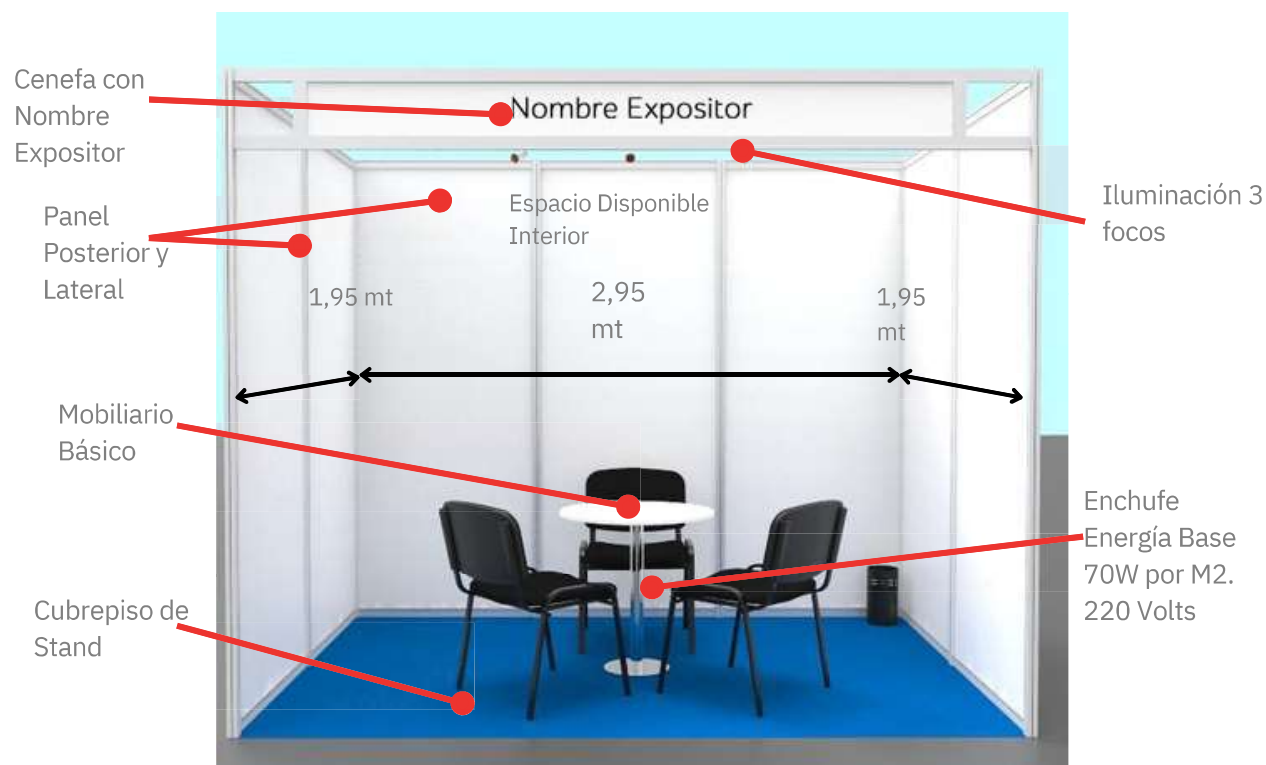 Cenefa con
Nombre
Expositor
Nombre Expositor
Panel
Posterior y
Lateral
Espacio Disponible
Interior
Iluminación 3
focos
1,95 mt
2,95
mt
1,95
mt
Mobiliario
Básico
Enchufe
Energía Base
70W por M2.
220 Volts
Cubrepiso de
Stand